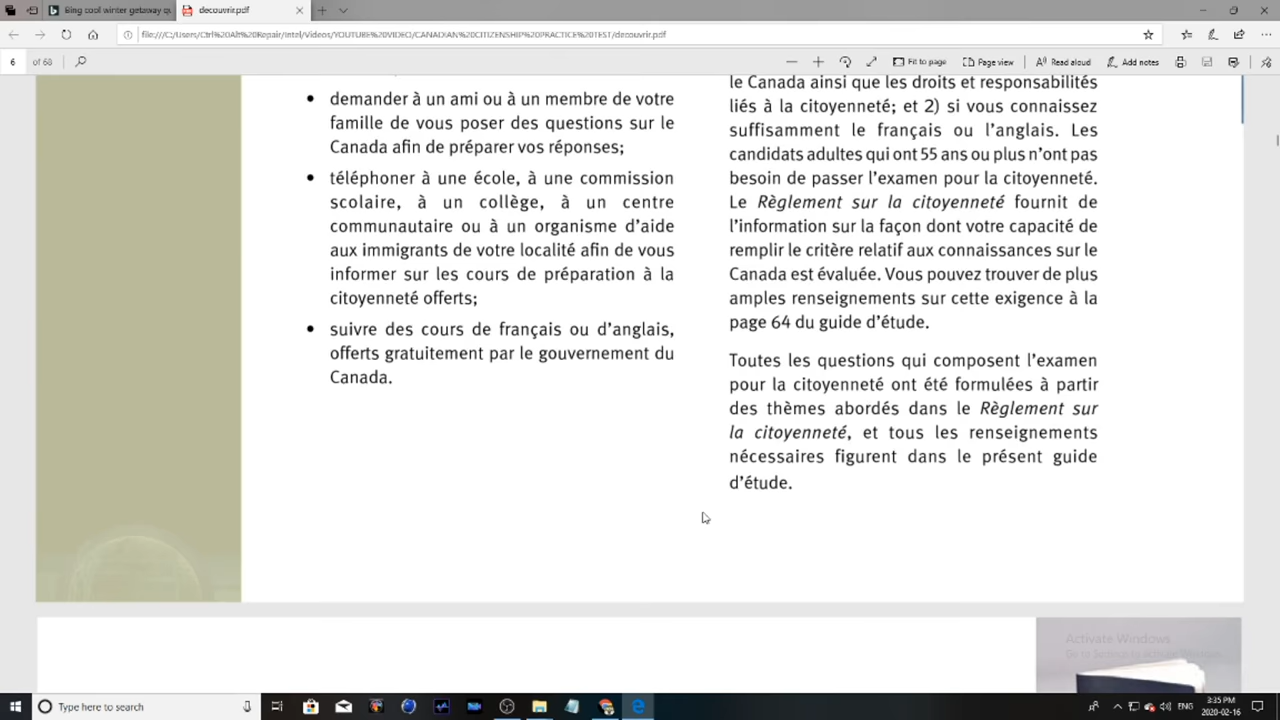 Bing cool winter getaway qu
decouvrir.pdf
file:///C:/Users/Ctrl%20Alt%20Repair/Intel/Videos/YOUTUBE%20VIDEO/CANADIAN%20CITIZENSHIP%20PRACTICE%20TEST/decouvrir.pdf
6 of 68 Fit to page Page view Read aloud Add notes
• demander à un ami ou à un membre de votre
famille de vous poser des questions sur le
Canada afin de préparer vos réponses;
• téléphoner à une école, à une commission
scolaire, à un collège, à un centre
communautaire ou à un organisme d'aide
aux immigrants de votre localité afin de vous
informer sur les cours de préparation à la
citoyenneté offerts;
• suivre des cours de français ou d'anglais,
offerts gratuitement par le gouvernement du
Canada.
le Canada ainsi que les droits et responsabilités
liés à la citoyenneté; et 2) si vous connaissez
suffisamment le français ou l'anglais. Les
candidats adultes qui ont 55 ans ou plus n'ont pas
besoin de passer l'examen pour la citoyenneté.
Le Règlement sur la citoyenneté fournit de
l'information sur la façon dont votre capacité de
remplir le critère relatif aux connaissances sur le
Canada est évaluée. Vous pouvez trouver de plus
amples renseignements sur cette exigence à la
page 64 du guide d'étude.
Toutes les questions qui composent l'examen
pour la citoyenneté ont été formulées à partir
des thèmes abordés dans le Règlement sur
la citoyenneté, et tous les renseignements
nécessaires figurent dans le présent guide
d'étude.
Activate Windows
Go to Settings to activate Windows.
Type here to search
ENG
3:35 PM
2020-02-16